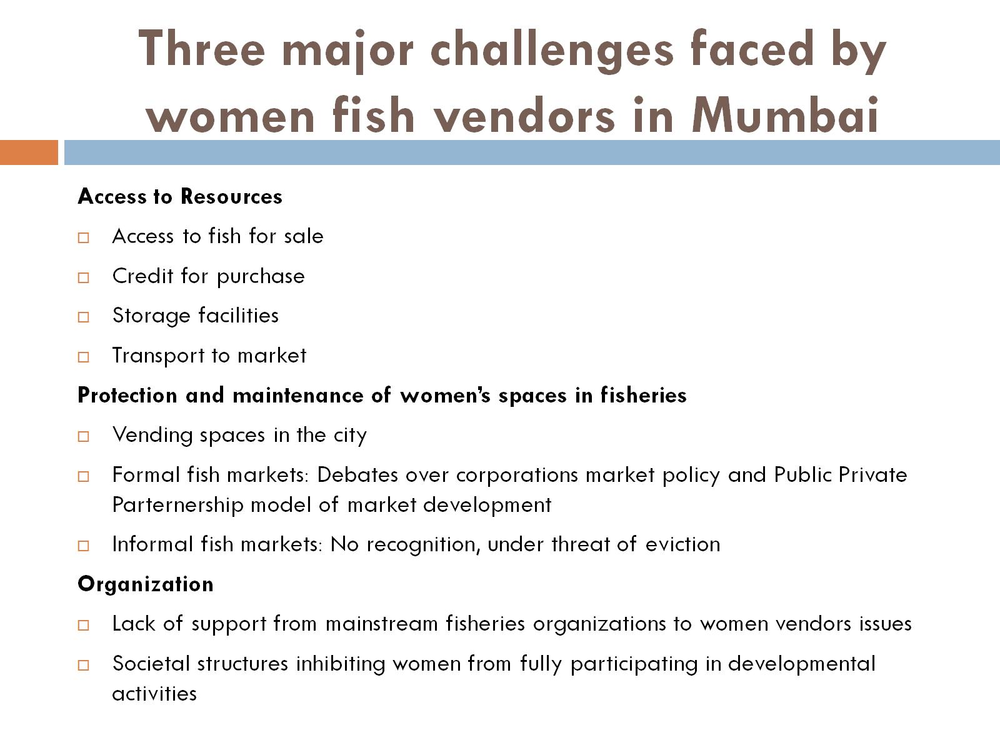 Three major challenges faced by
women fish vendors in Mumbai
Access to Resources
Access to fish for sale
Credit for purchase
Storage facilities
Transport to market
Protection and maintenance of women’s spaces in fisheries
Vending spaces in the city
Formal fish markets: Debates over corporations market policy and Public Private
Parternership model of market development
Informal fish markets: No recognition, under threat of eviction
Organization
Lack of support from mainstream fisheries organizations to women vendors issues
Societal structures inhibiting women from fully participating in developmental
activities